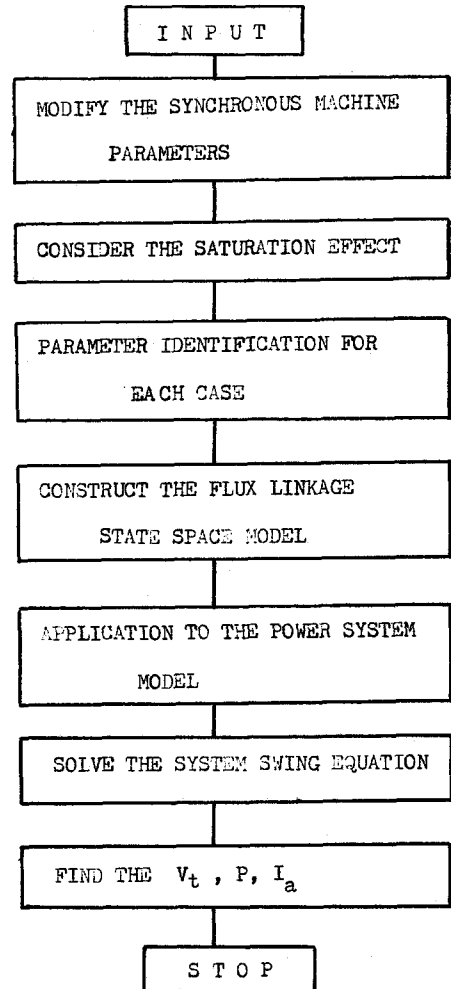 I N P U T
MODIFY THE SYNCHRONOUS MACHINE
PARAMETERS
CONSIDER THE SATURATION EFFECT
PARAMETER IDENTIFICATION FOR
EACH CASE
CONSTRUCT THE FLUX LINKAGE
STATE SPACE MODEL
APPLICATION TO THE POWER SYSTEM
MODEL
SOLVE THE SYSTEM SWING EQUATION
FIND THE Vt , P, Ia
S T O P